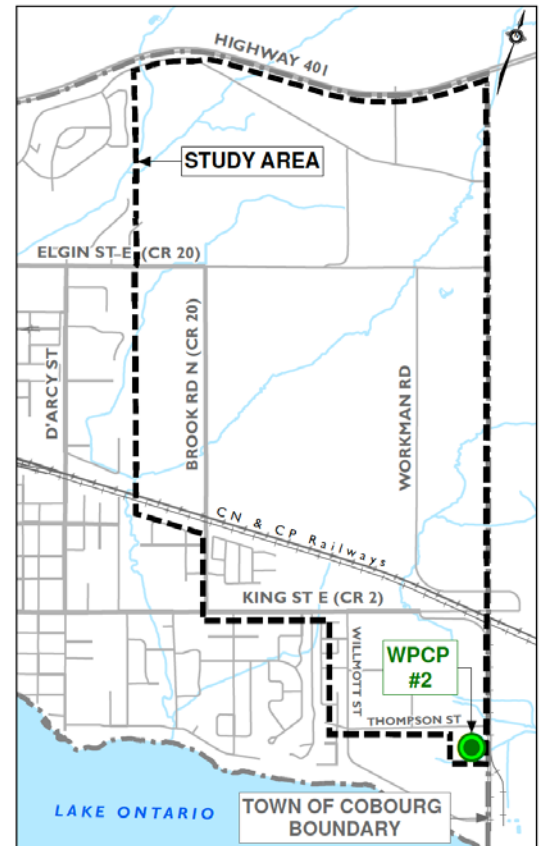 HIGHWAY 401
STUDY AREA
ELGIN ST E (CR 20)
D'ARCY ST
BROOK RD N (CR 20)
WORKMAN RD
CN & CP Railways
KING ST E (CR 2)
WILLMOTT ST
WPCP
#2
THOMPSON ST
LAKE ONTARIO
TOWN OF COBOURG
BOUNDARY